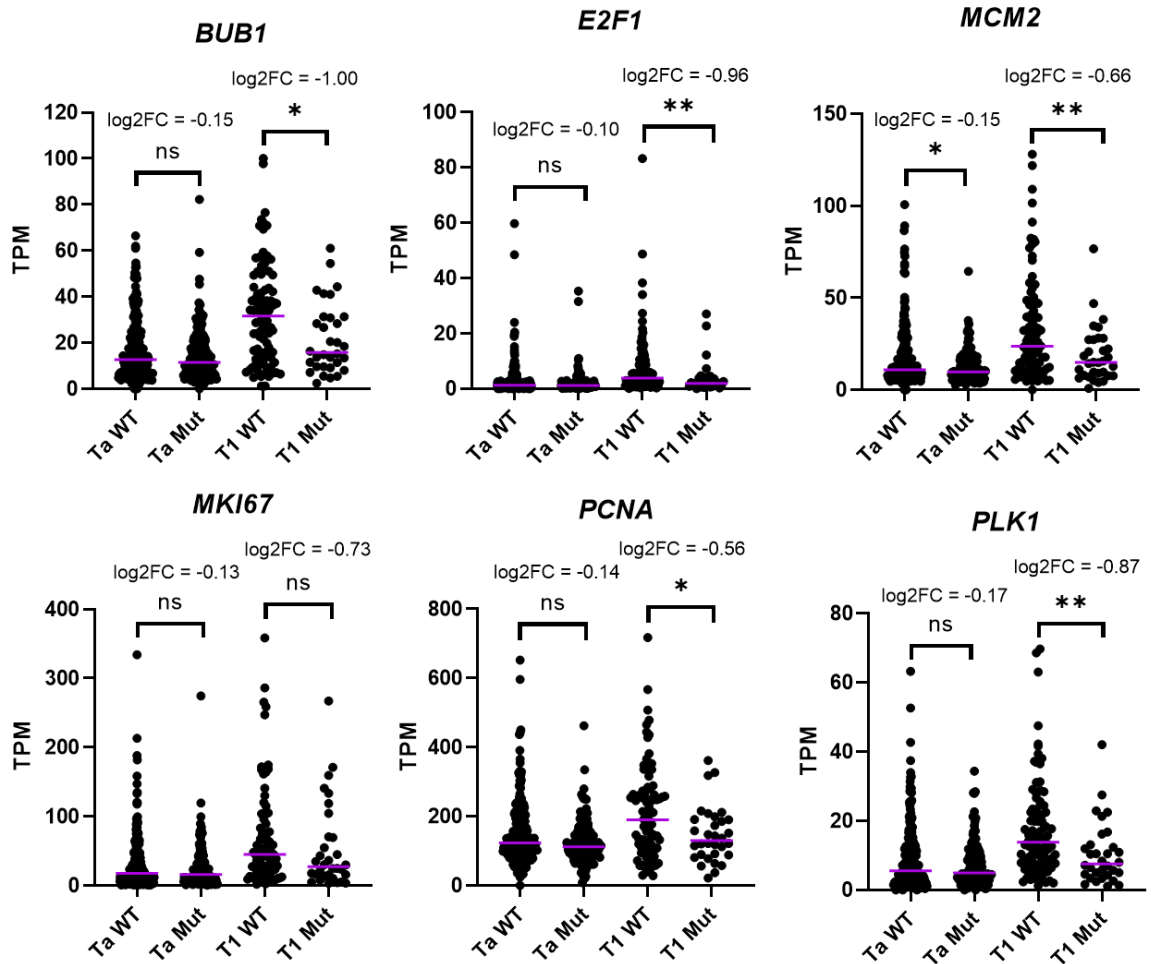 BUB1
log2FC = -1.00
log2FC = -0.15
*
ns
120
100
80
60
40
20
0
TPM
Ta WT
Ta Mut
T1 WT
T1 Mut
E2F1
log2FC = -0.96
log2FC = -0.10
**
ns
100
80
60
40
20
0
TPM
Ta WT
Ta Mut
T1 WT
T1 Mut
MCM2
log2FC = -0.66
log2FC = -0.15
**
*
150
100
50
0
TPM
Ta WT
Ta Mut
T1 WT
T1 Mut
MKI67
log2FC = -0.73
log2FC = -0.13
ns
ns
400
300
200
100
0
TPM
Ta WT
Ta Mut
T1 WT
T1 Mut
PCNA
log2FC = -0.56
log2FC = -0.14
*
ns
800
600
400
200
0
TPM
Ta WT
Ta Mut
T1 WT
T1 Mut
PLK1
log2FC = -0.87
log2FC = -0.17
**
ns
80
60
40
20
0
TPM
Ta WT
Ta Mut
T1 WT
T1 Mut